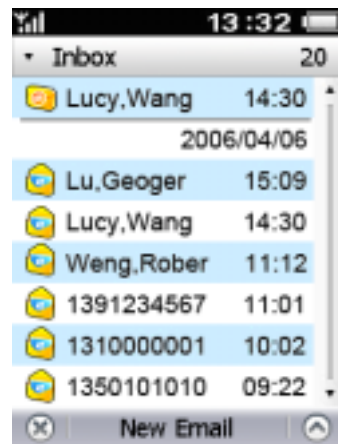 13:32
Inbox 20
Lucy,Wang 14:30
2006/04/06
Lu,Geoger 15:09
Lucy,Wang 14:30
Weng,Rober 11:12
1391234567 11:01
1310000001 10:02
1350101010 09:22
New Email